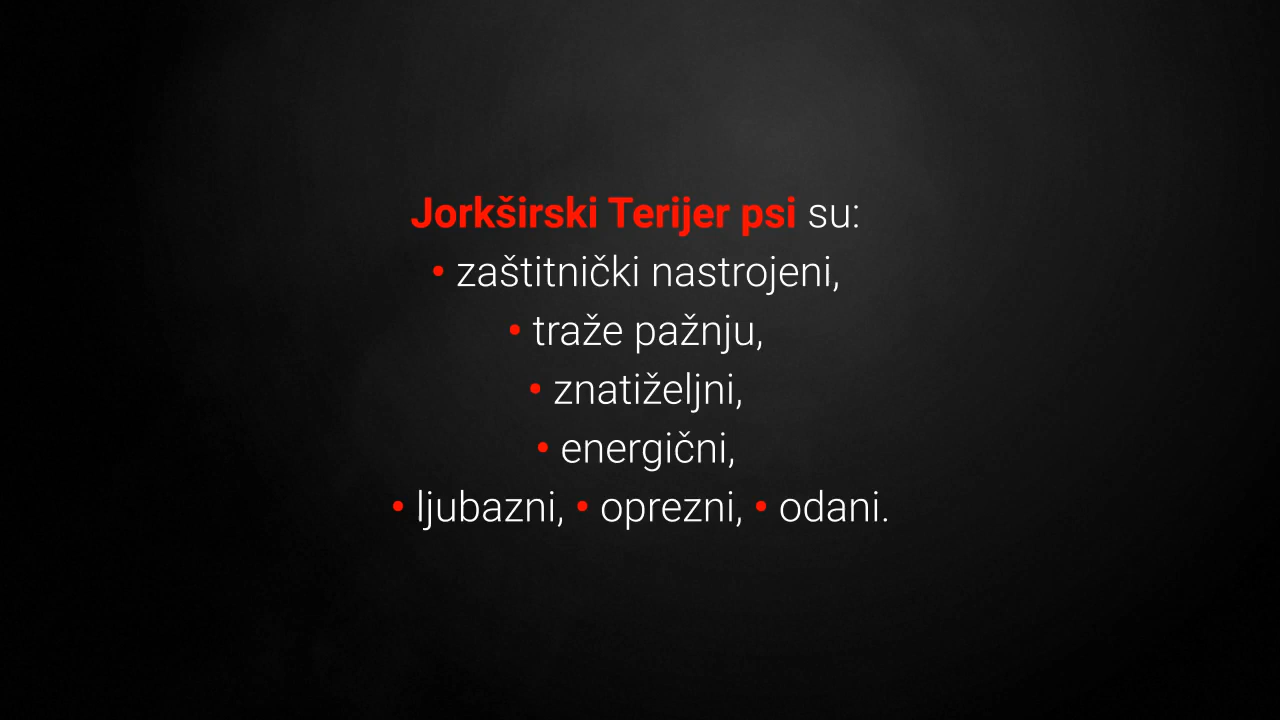 Jorkširski Terijer psi su:
• zaštitnički nastrojeni,
• traže pažnju,
• znatiželjni,
• energični,
• ljubazni, • oprezni, • odani.